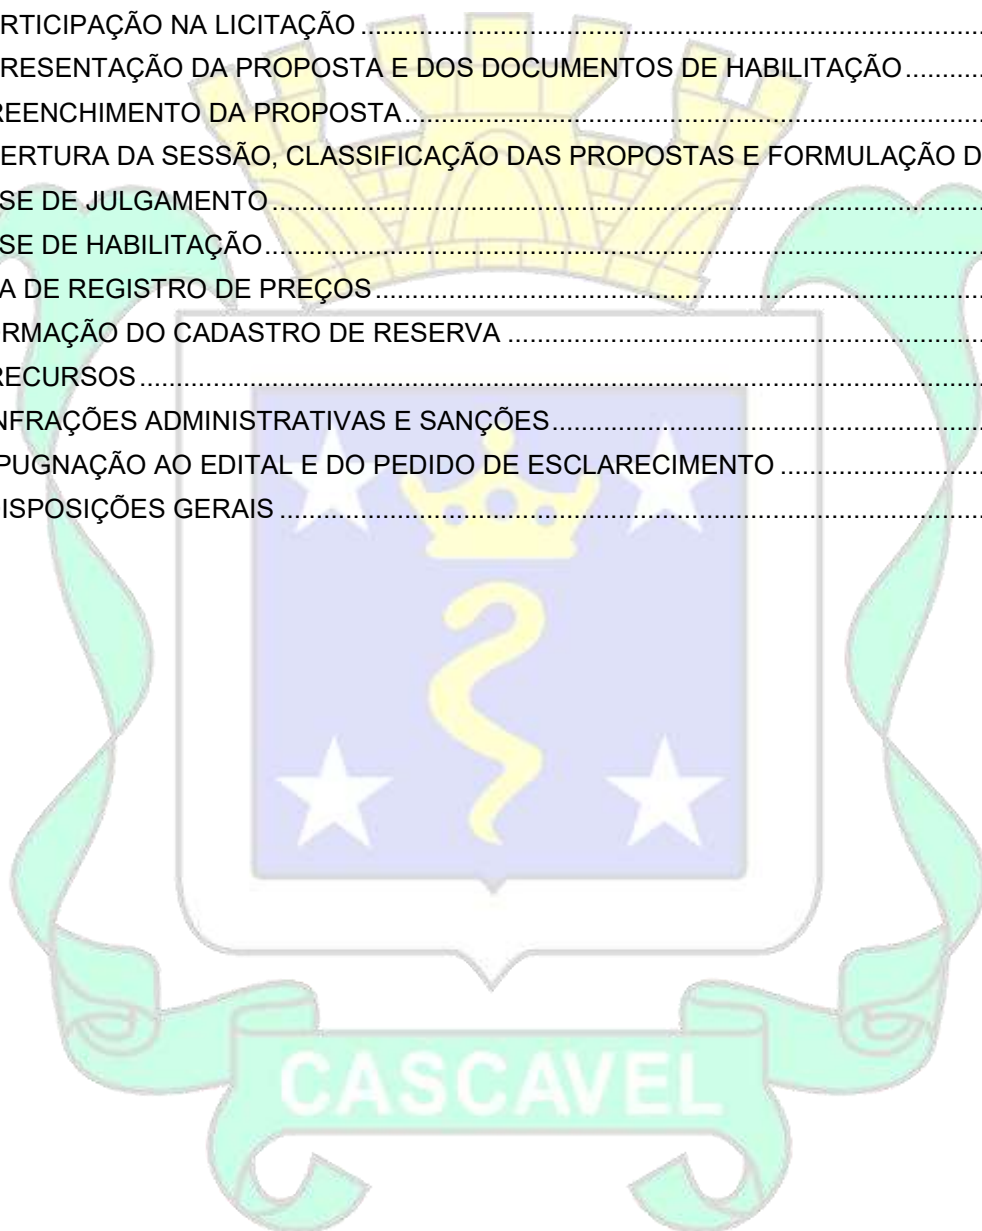 RTICIPAÇÃO NA LICITAÇÃO
RESENTAÇÃO DA PROPOSTA E DOS DOCUMENTOS DE HABILITAÇÃO
REENCHIMENTO DA PROPOSTA
ERTURA DA SESSÃO, CLASSIFICAÇÃO DAS PROPOSTAS E FORMULAÇÃO D
SE DE JULGAMENTO
SE DE HABILITAÇÃO
A DE REGISTRO DE PREÇOS
ORMAÇÃO DO CADASTRO DE RESERVA
RECURSOS
NFRAÇÕES ADMINISTRATIVAS E SANÇÕES
PUGNAÇÃO AO EDITAL E DO PEDIDO DE ESCLARECIMENTO
ISPOSIÇÕES GERAIS
CASCAVEL